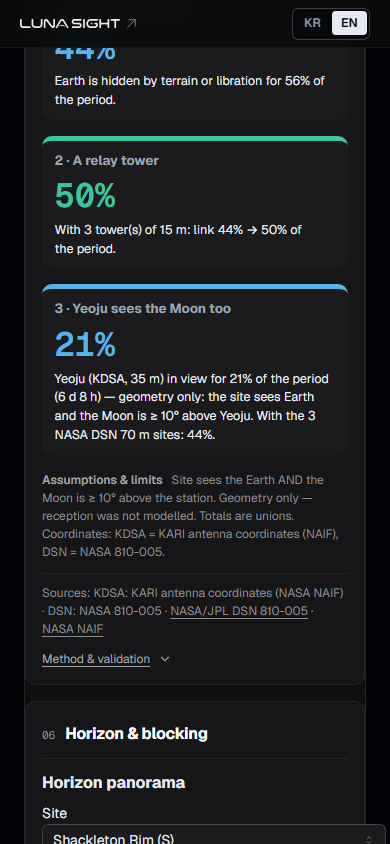 LUNA SIGHT ↗
KR EN
44%
Earth is hidden by terrain or libration for 56% of
the period.
2 · A relay tower
50%
With 3 tower(s) of 15 m: link 44% → 50% of
the period.
3 · Yeoju sees the Moon too
21%
Yeoju (KDSA, 35 m) in view for 21% of the period
(6 d 8 h) — geometry only: the site sees Earth
and the Moon is ≥ 10° above Yeoju. With the 3
NASA DSN 70 m sites: 44%.
Assumptions & limits Site sees the Earth AND the
Moon is ≥ 10° above the station. Geometry only —
reception was not modelled. Totals are unions.
Coordinates: KDSA = KARI antenna coordinates (NAIF),
DSN = NASA 810-005.
Sources: KDSA: KARI antenna coordinates (NASA NAIF)
· DSN: NASA 810-005 · NASA/JPL DSN 810-005 ·
NASA NAIF
Method & validation
06 Horizon & blocking
Horizon panorama
Site
Shackleton Rim (S)